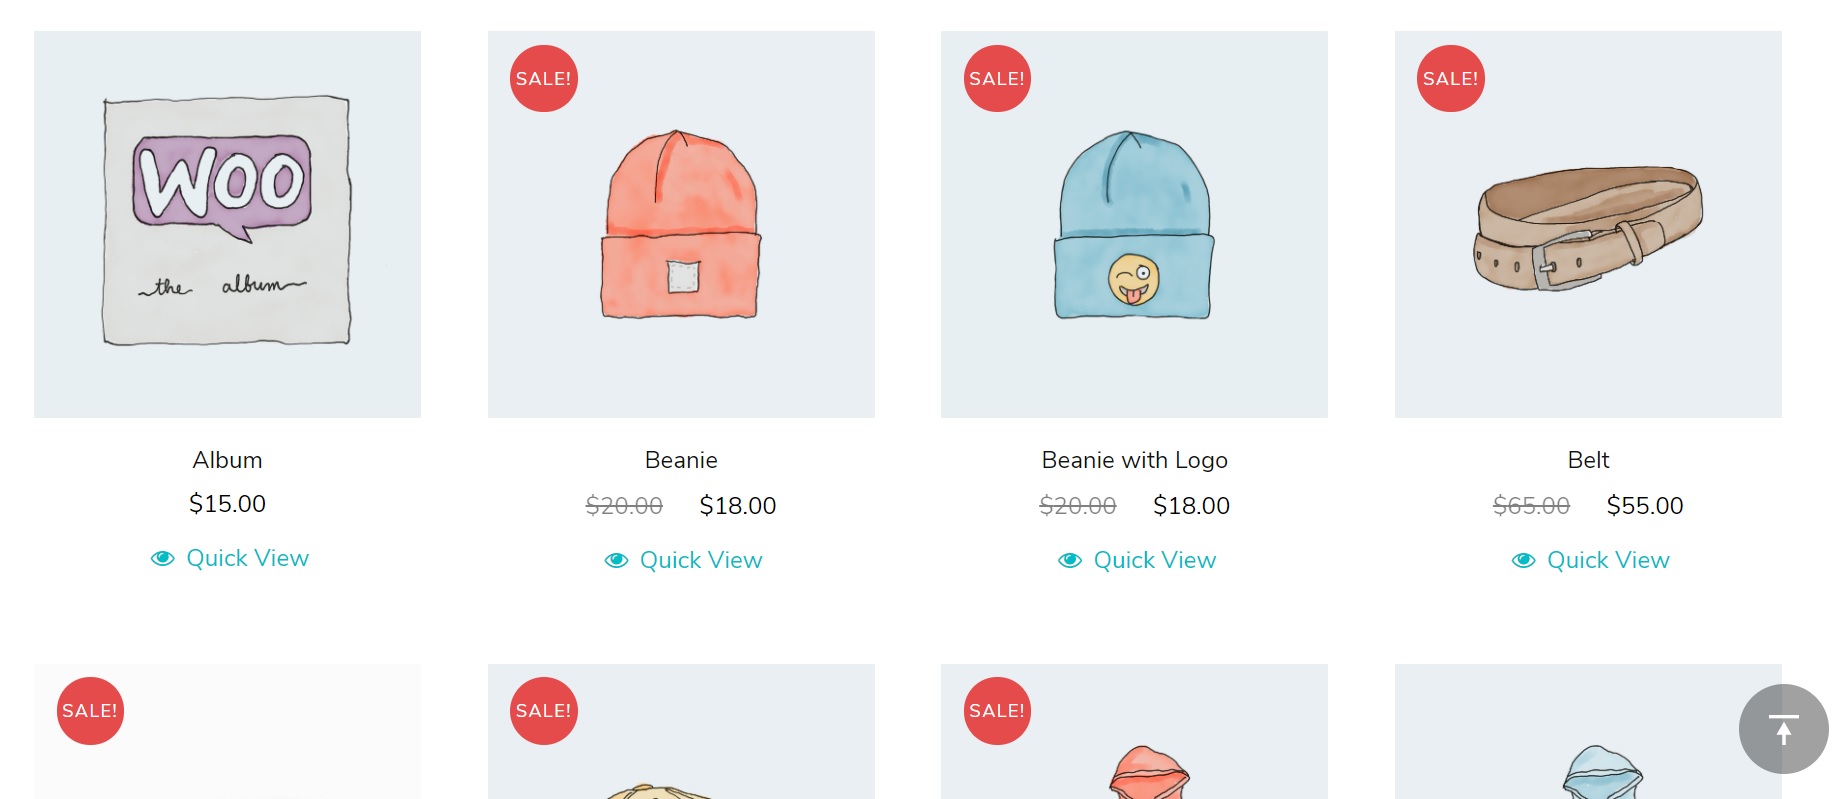 SALE!
SALE!
SALE!
WOO
the album
Album
Beanie
Beanie with Logo
Belt
$15.00
$20.00 $18.00
$20.00 $18.00
$65.00 $55.00
Quick View
Quick View
Quick View
Quick View
SALE!
SALE!
SALE!